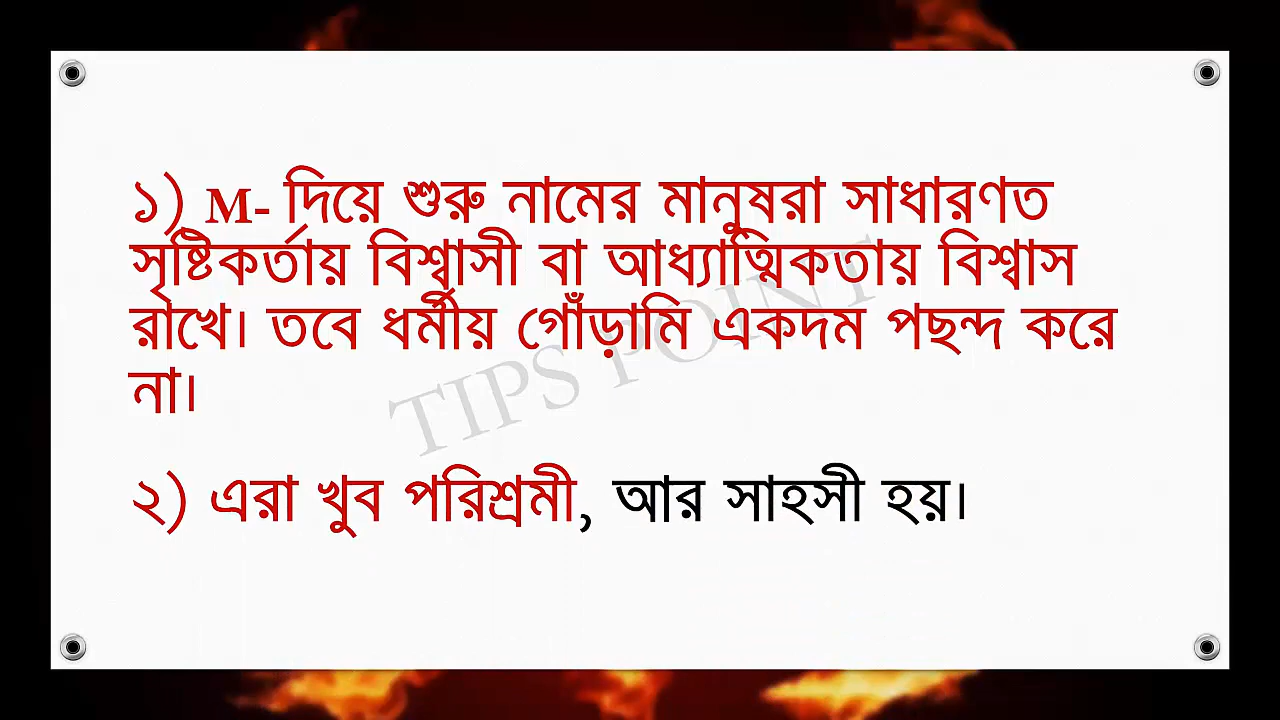 ১) M- দিয়ে শুরু নামের মানুষরা সাধারণত
সৃষ্টিকর্তায় বিশ্বাসী বা আধ্যাত্মিকতায় বিশ্বাস
রাখে। তবে ধর্মীয় গোঁড়ামি একদম পছন্দ করে
না।
TIPS POINT
২) এরা খুব পরিশ্রমী, আর সাহসী হয়।